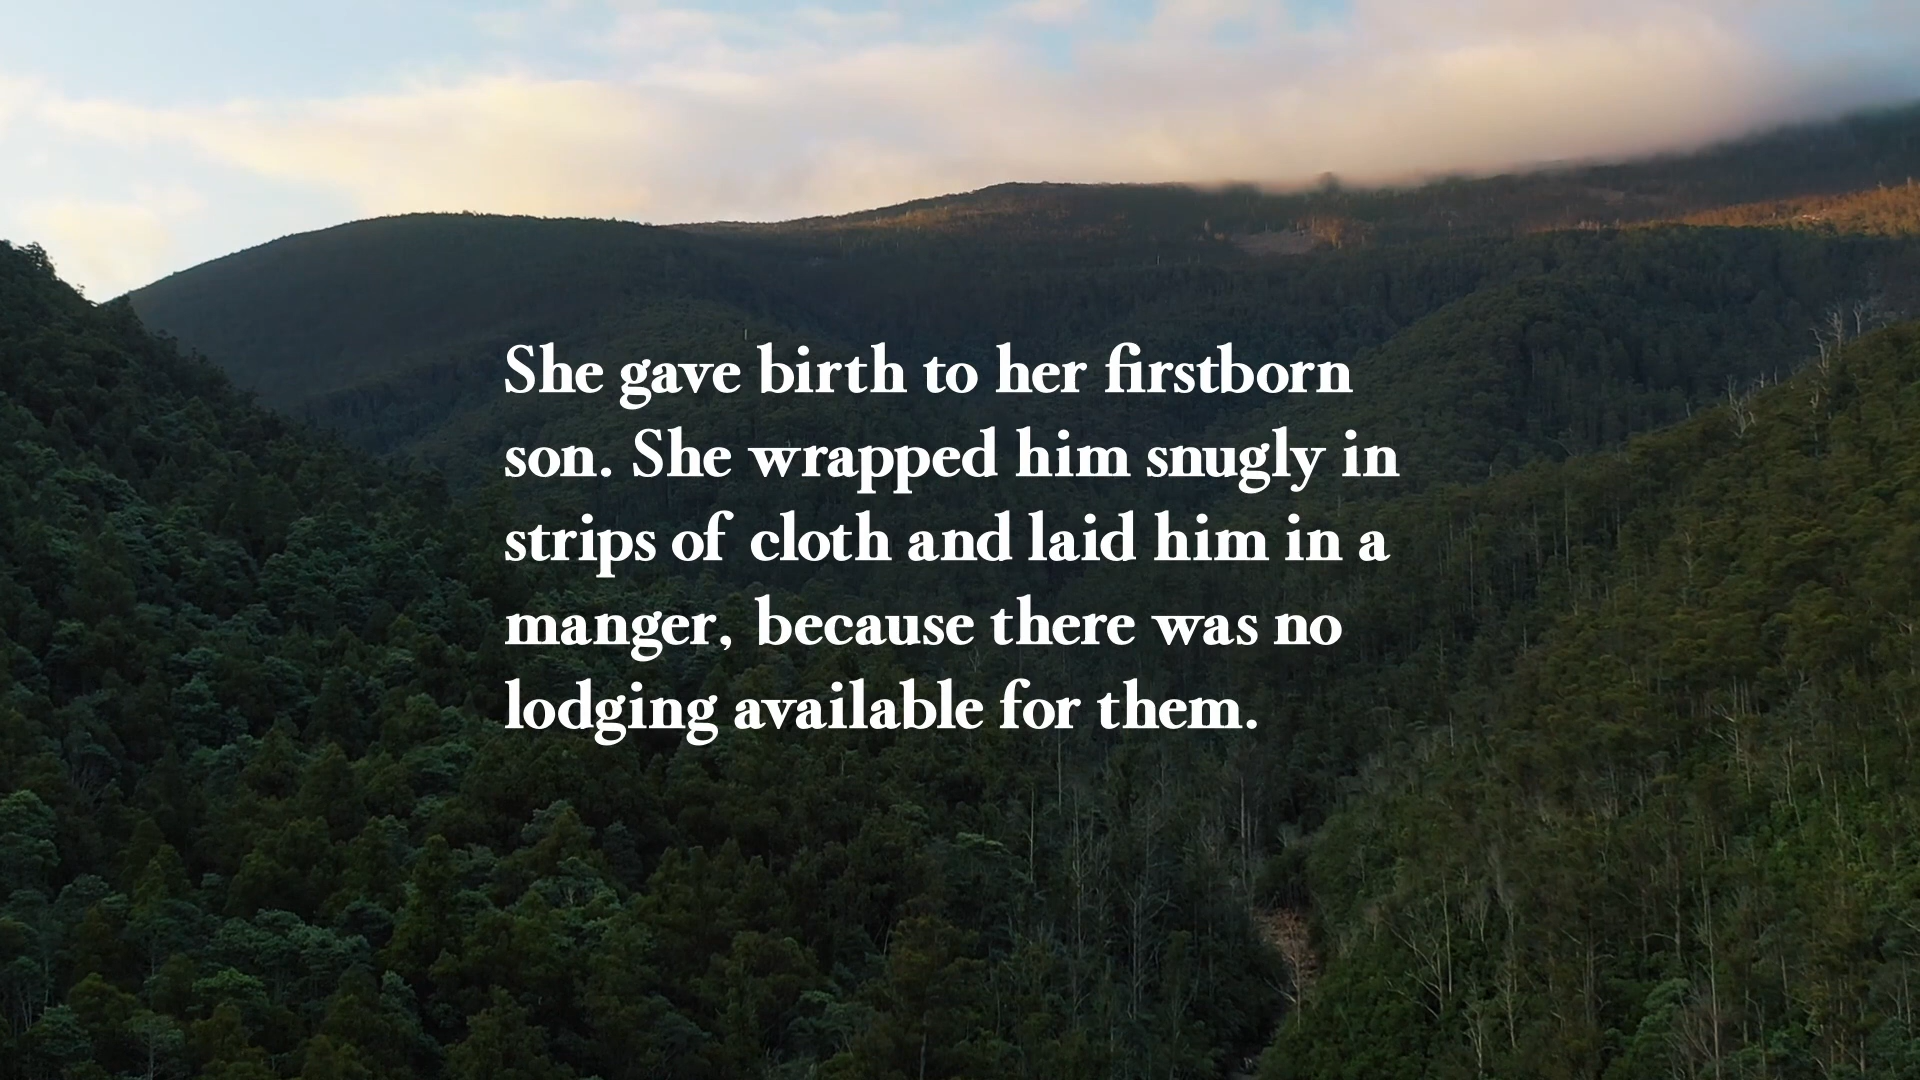 She gave birth to her firstborn
son. She wrapped him snugly in
strips of cloth and laid him in a
manger, because there was no
lodging available for them.